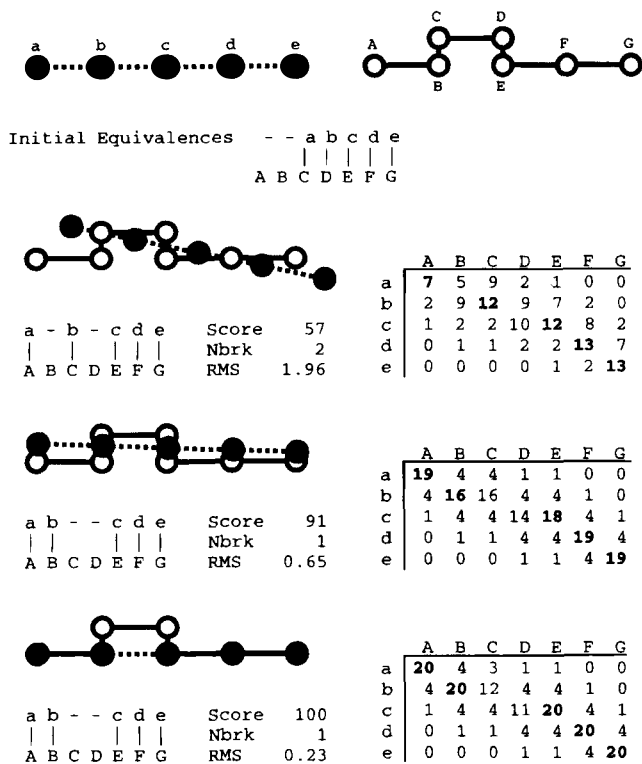 a b c d e
C D
A F G
B E
Initial Equivalences - - a b c d e
| | | | |
A B C D E F G
A B C D E F G
a 7 5 9 2 1 0 0
b 2 9 12 9 7 2 0
c 1 2 2 10 12 8 2
d 0 1 1 2 2 13 7
e 0 0 0 0 1 2 13
a - b - c d e Score 57
| | | | | Nbrk 2
A B C D E F G RMS 1.96
A B C D E F G
a 19 4 4 1 1 0 0
b 4 16 16 4 4 1 0
c 1 4 4 14 18 4 1
d 0 1 1 4 4 19 4
e 0 0 0 1 1 4 19
a b - - c d e Score 91
| | | | | Nbrk 1
A B C D E F G RMS 0.65
A B C D E F G
a 20 4 3 1 1 0 0
b 4 20 12 4 4 1 0
c 1 4 4 11 20 4 1
d 0 1 1 4 4 20 4
e 0 0 0 1 1 4 20
a b - - c d e Score 100
| | | | | Nbrk 1
A B C D E F G RMS 0.23